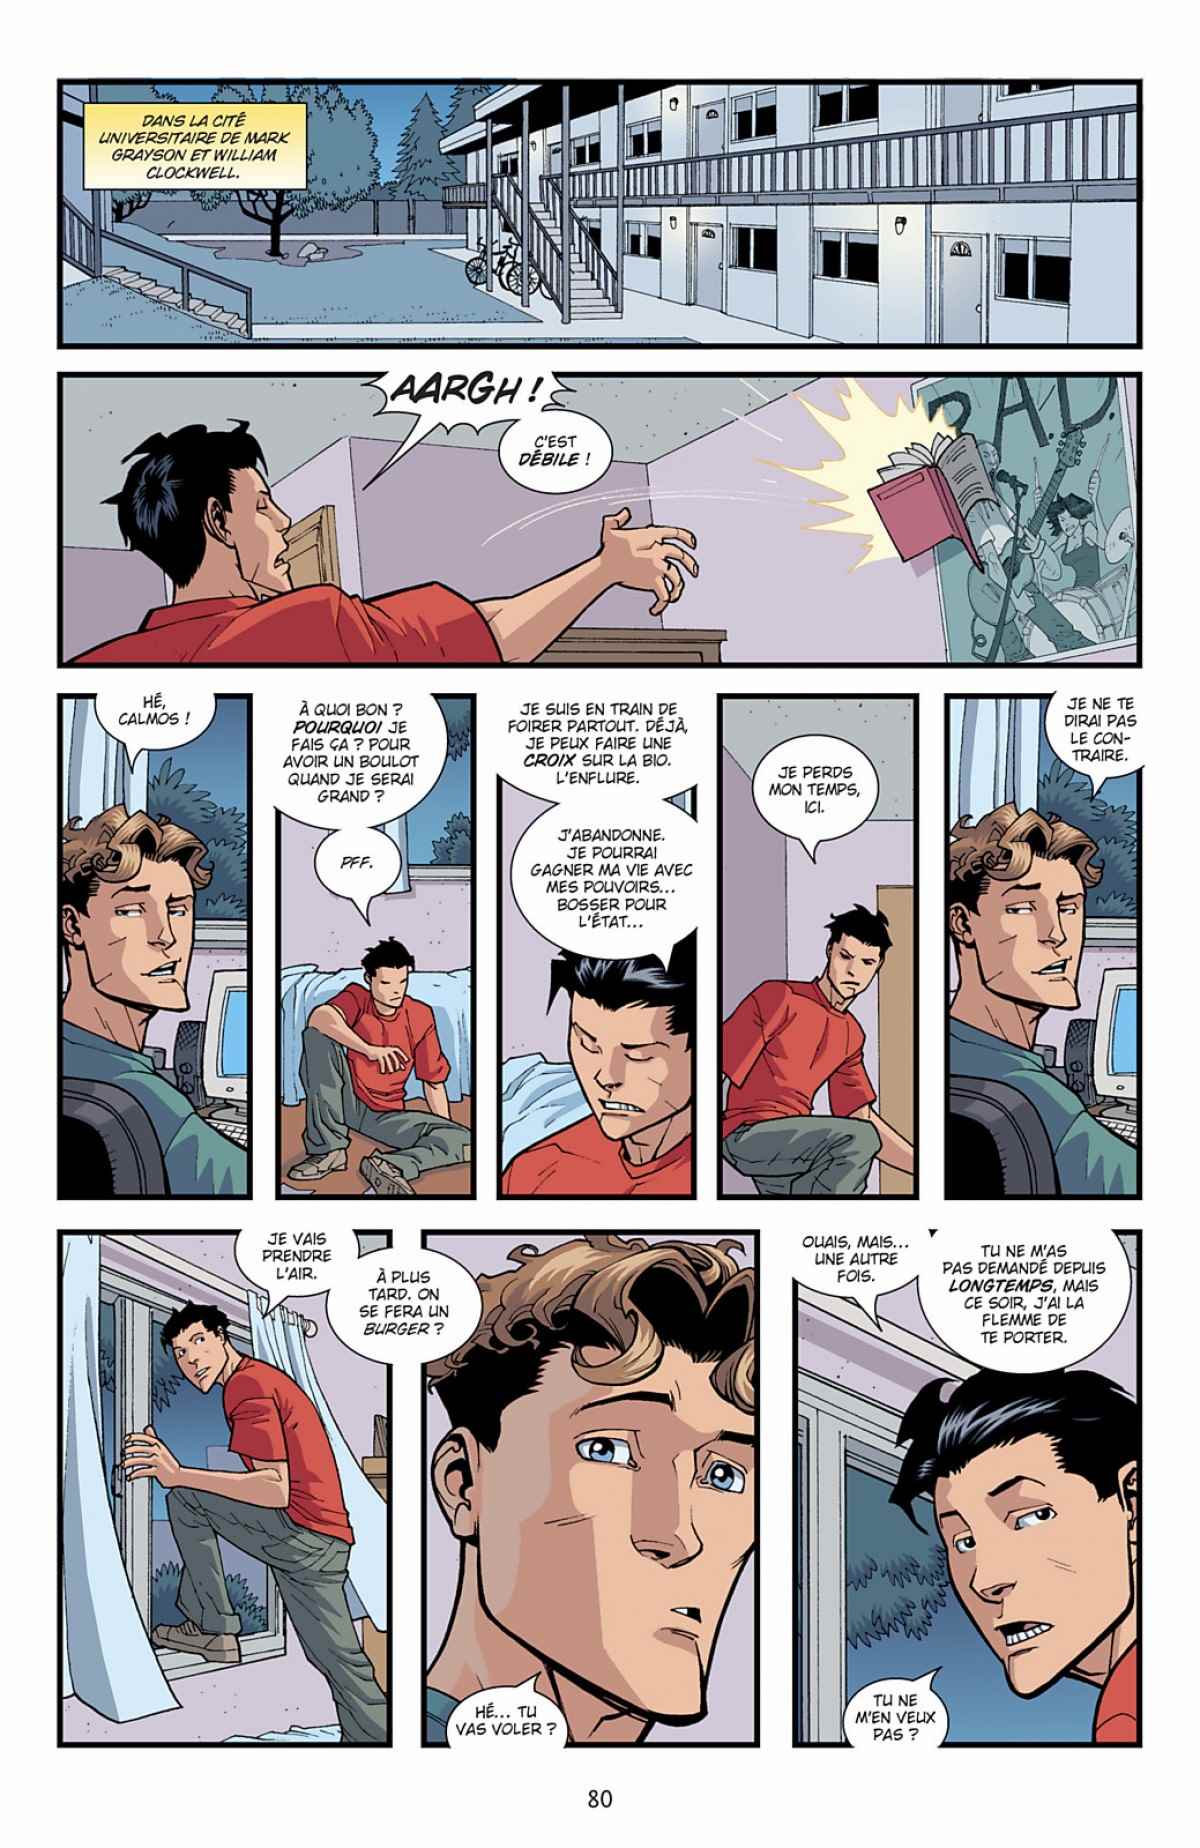 DANS LA CITÉ
UNIVERSITAIRE DE MARK
GRAYSON ET WILLIAM
CLOCKWELL.
AARGH !
C'EST
DÉBILE !
HÉ,
CALMOS !
À QUOI BON ?
POURQUOI JE
FAIS ÇA ? POUR
AVOIR UN BOULOT
QUAND JE SERAI
GRAND ?
PFF.
JE SUIS EN TRAIN DE
FOIRER PARTOUT. DÉJÀ,
JE PEUX FAIRE UNE
CROIX SUR LA BIO.
L'ENFLURE.
J'ABANDONNE.
JE POURRAI
GAGNER MA VIE AVEC
MES POUVOIRS...
BOSSER POUR
L'ÉTAT...
JE PERDS
MON TEMPS,
ICI.
JE NE TE
DIRAI PAS
LE CON-
TRAIRE.
JE VAIS
PRENDRE
L'AIR.
À PLUS
TARD. ON
SE FERA UN
BURGER ?
HÉ... TU
VAS VOLER ?
OUAIS, MAIS...
UNE AUTRE
FOIS.
TU NE M'AS
PAS DEMANDÉ DEPUIS
LONGTEMPS, MAIS
CE SOIR, J'AI LA
FLEMME DE
TE PORTER.
TU NE
M'EN VEUX
PAS ?
80